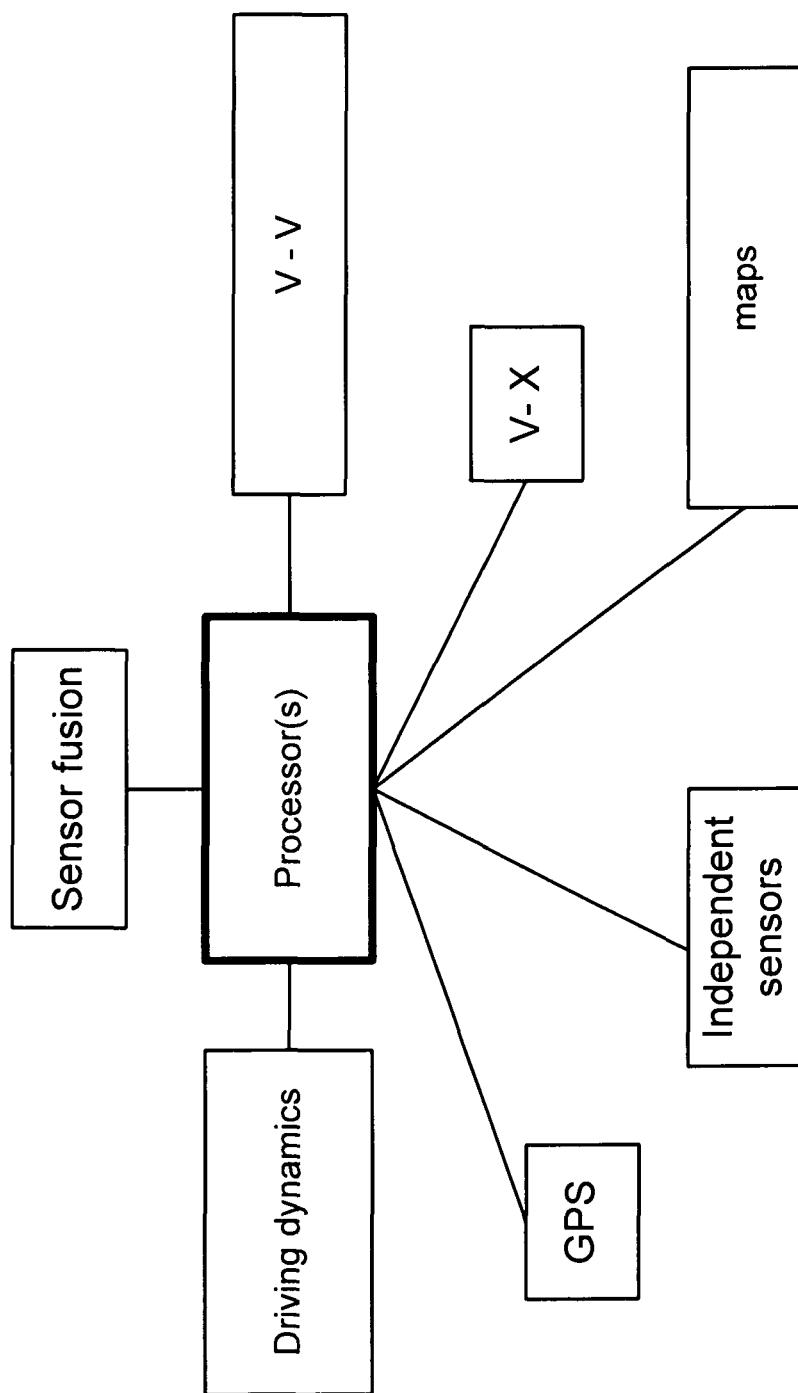 Sensor fusion
Driving dynamics
Processor(s)
V - V
GPS
V- X
Independent
sensors
maps